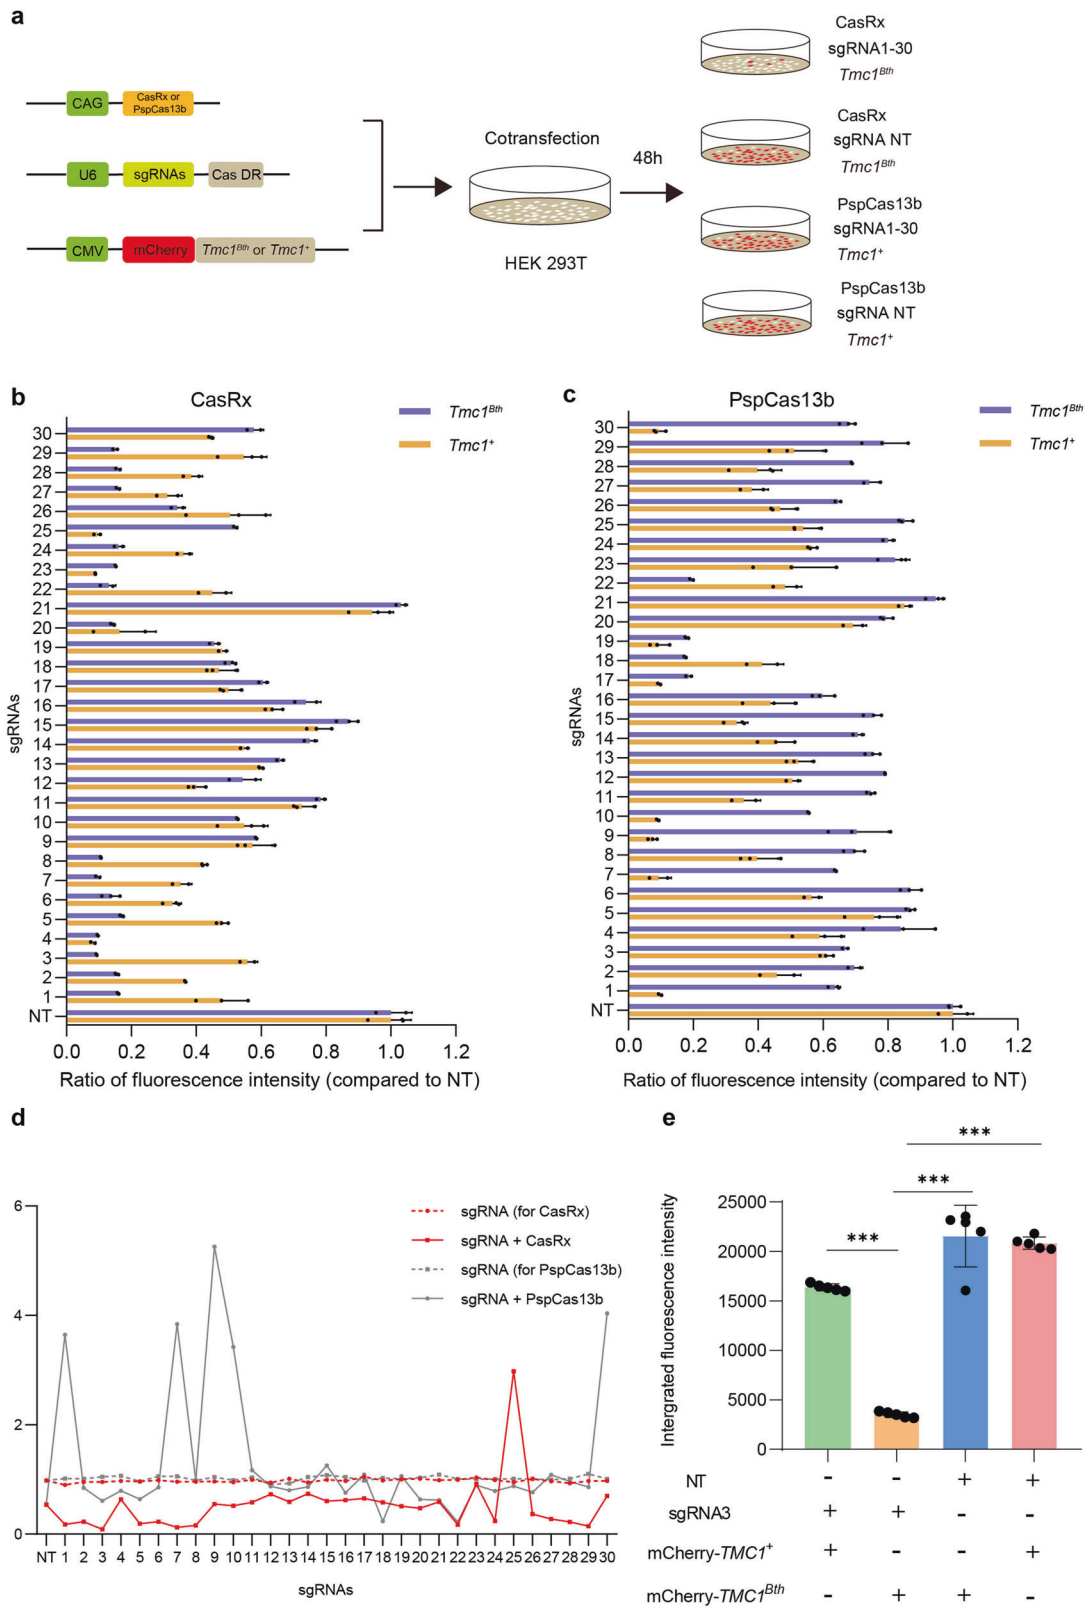 a
CAG
CasRx or
PspCas13b
U6
sgRNAs
Cas DR
CMV
mCherry
Tmc1Bth or Tmc1+
Cotransfection
HEK 293T
48h
CasRx
sgRNA1-30
Tmc1Bth
CasRx
sgRNA NT
Tmc1Bth
PspCas13b
sgRNA1-30
Tmc1+
PspCas13b
sgRNA NT
Tmc1+
b
CasRx
Tmc1Bth
Tmc1+
sgRNAs
30
29
28
27
26
25
24
23
22
21
20
19
18
17
16
15
14
13
12
11
10
9
8
7
6
5
4
3
2
1
NT
0.0 0.2 0.4 0.6 0.8 1.0 1.2
Ratio of fluorescence intensity (compared to NT)
c
PspCas13b
Tmc1Bth
Tmc1+
sgRNAs
30
29
28
27
26
25
24
23
22
21
20
19
18
17
16
15
14
13
12
11
10
9
8
7
6
5
4
3
2
1
NT
0.0 0.2 0.4 0.6 0.8 1.0 1.2
Ratio of fluorescence intensity (compared to NT)
d
6
4
2
0
sgRNA (for CasRx)
sgRNA + CasRx
sgRNA (for PspCas13b)
sgRNA + PspCas13b
NT 1 2 3 4 5 6 7 8 9 10 11 12 13 14 15 16 17 18 19 20 21 22 23 24 25 26 27 28 29 30
sgRNAs
e
***
***
***
Intergrated fluorescence intensity
25000
20000
15000
10000
5000
0
NT - - + +
sgRNA3 + + - -
mCherry-TMC1+ + - - +
mCherry-TMC1Bth - + + -